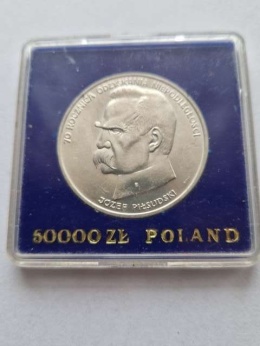 70 ROCZNICA ODZYSKANIA NIEPODLEGŁOŚCI
JÓZEF PIŁSUDSKI
50000 ZŁ POLAND